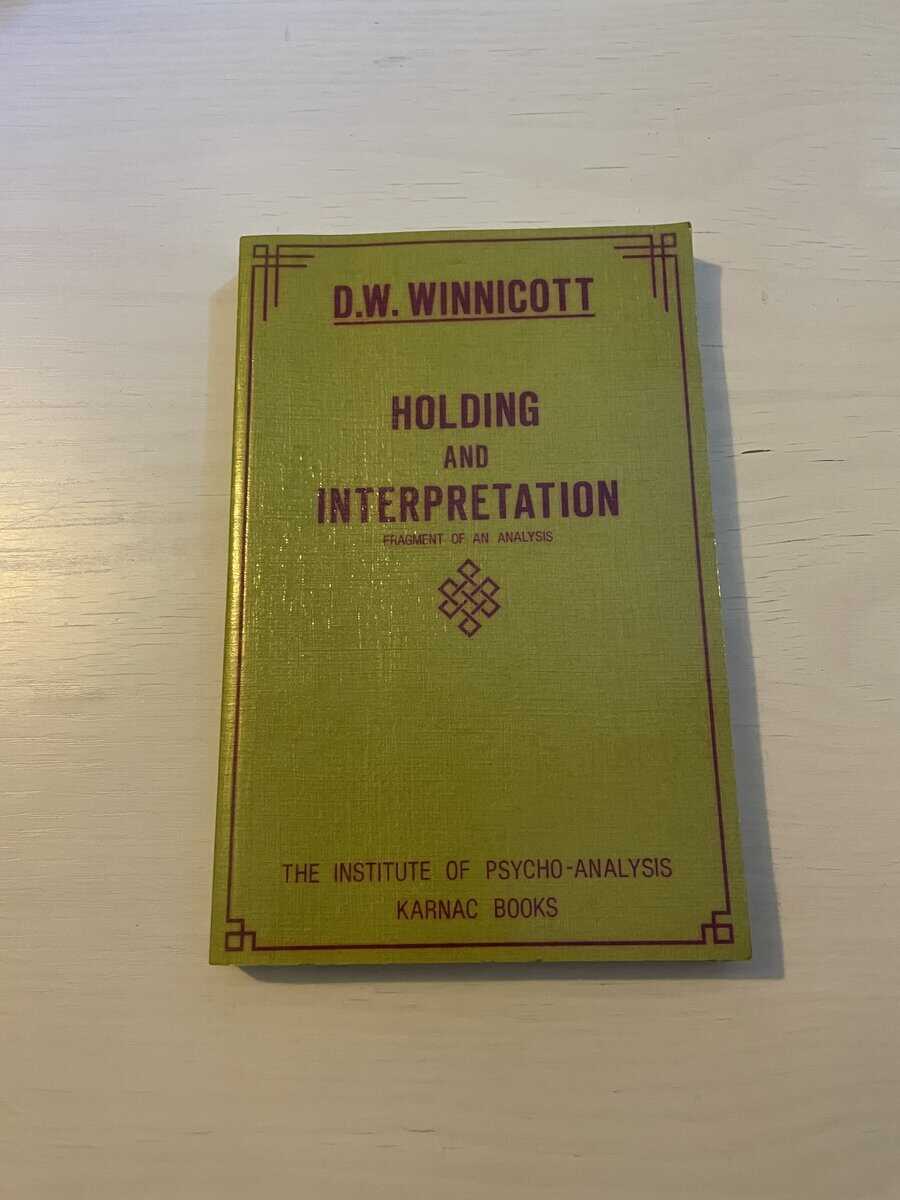 D.W. WINNICOTT
HOLDING
AND
INTERPRETATION
FRAGMENT OF AN ANALYSIS
THE INSTITUTE OF PSYCHO-ANALYSIS
KARNAC BOOKS